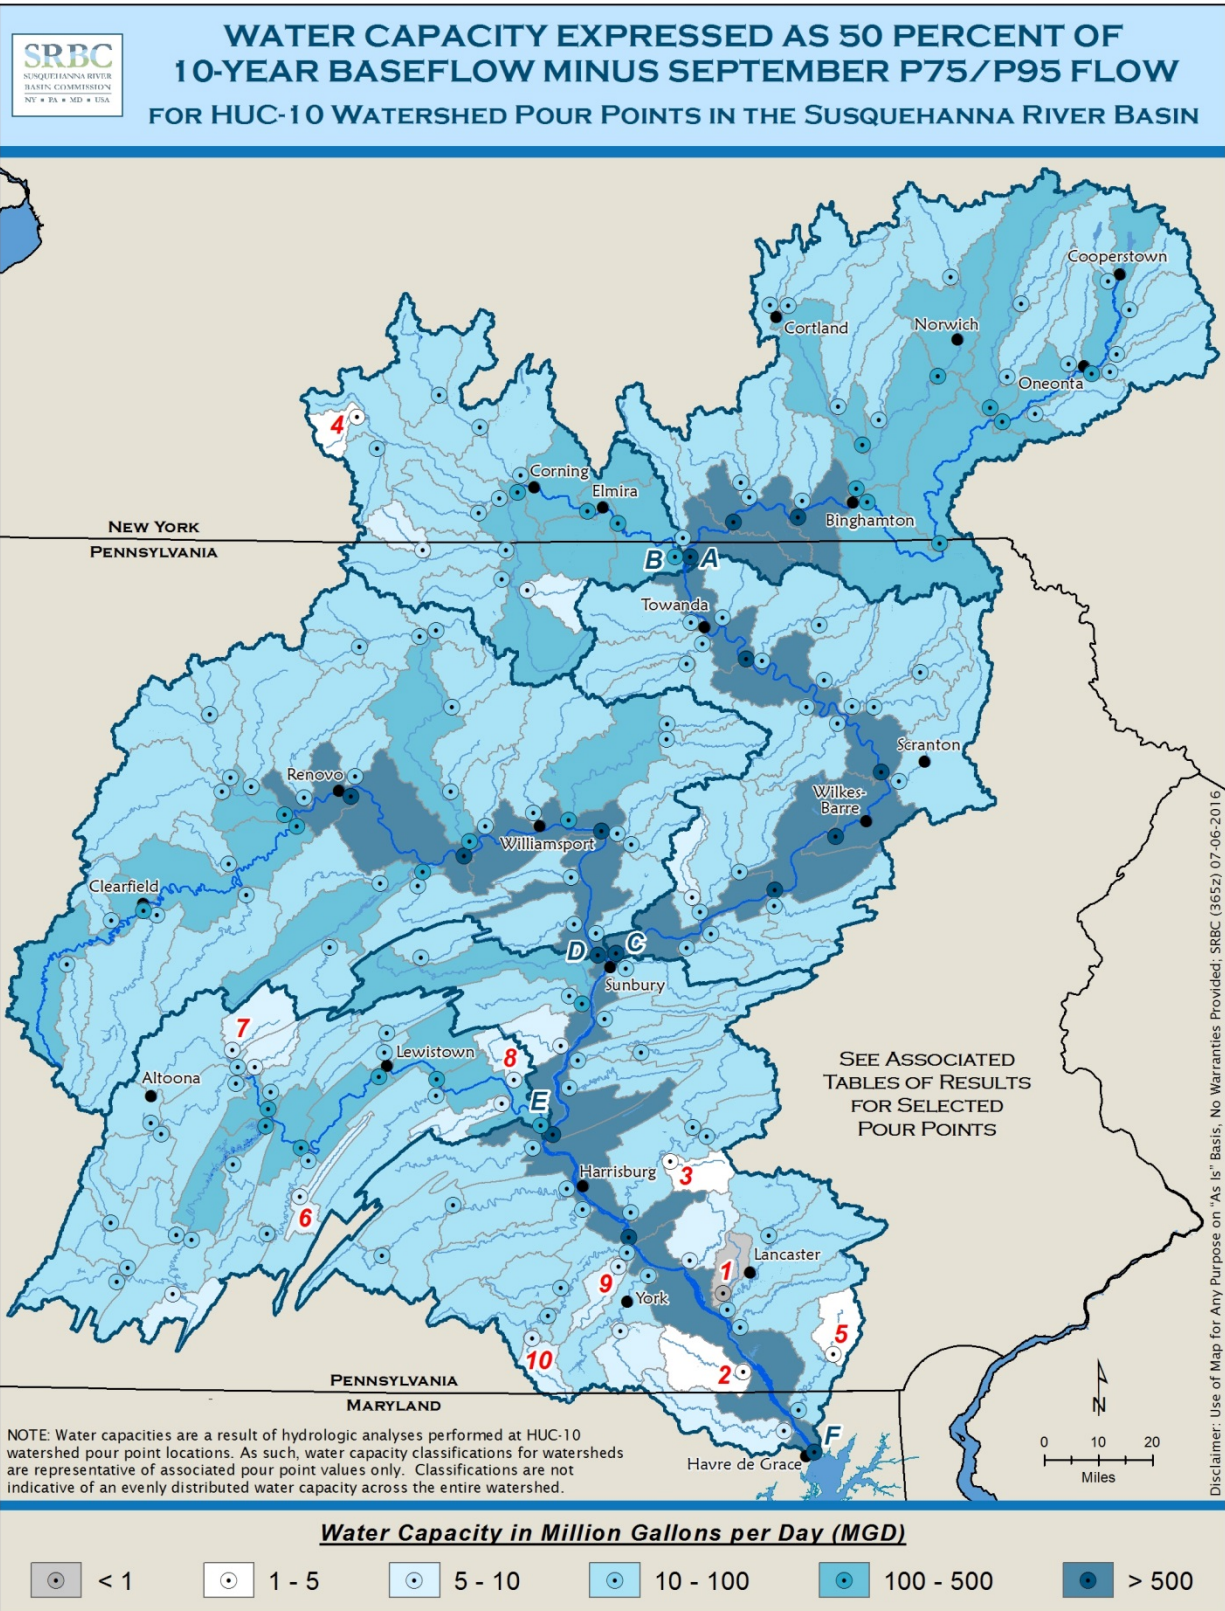 SRBC
SUSQUEHANNA RIVER
BASIN COMMISSION
NY ▪ PA ▪ MD ▪ USA
WATER CAPACITY EXPRESSED AS 50 PERCENT OF
10-YEAR BASEFLOW MINUS SEPTEMBER P75/P95 FLOW
FOR HUC-10 WATERSHED POUR POINTS IN THE SUSQUEHANNA RIVER BASIN
Cooperstown
Cortland
Norwich
Oneonta
4
Corning
Elmira
Binghamton
NEW YORK
PENNSYLVANIA
B
A
Towanda
Scranton
Renovo
Wilkes-
Barre
Williamsport
Clearfield
D
C
Sunbury
7
Lewistown
8
Altoona
E
SEE ASSOCIATED
TABLES OF RESULTS
FOR SELECTED
POUR POINTS
Harrisburg
3
6
Lancaster
1
9
York
5
10
2
PENNSYLVANIA
MARYLAND
N
F
Havre de Grace
0 10 20
Miles
NOTE: Water capacities are a result of hydrologic analyses performed at HUC-10
watershed pour point locations. As such, water capacity classifications for watersheds
are representative of associated pour point values only. Classifications are not
indicative of an evenly distributed water capacity across the entire watershed.
Disclaimer: Use of Map for Any Purpose on "As Is" Basis, No Warranties Provided; SRBC (365z) 07-06-2016
Water Capacity in Million Gallons per Day (MGD)
< 1
1 - 5
5 - 10
10 - 100
100 - 500
> 500